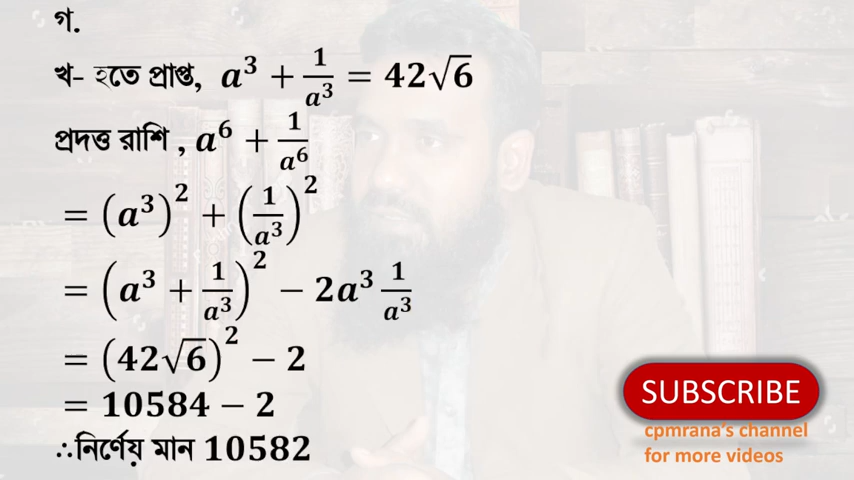 গ.
খ- হতে প্রাপ্ত, a³ + 1/a³ = 42√6
প্রদত্ত রাশি , a⁶ + 1/a⁶
= (a³)² + (1/a³)²
= (a³ + 1/a³)² − 2a³ 1/a³
= (42√6)² − 2
= 10584 − 2
∴নির্ণেয় মান 10582
SUBSCRIBE
cpmrana's channel
for more videos